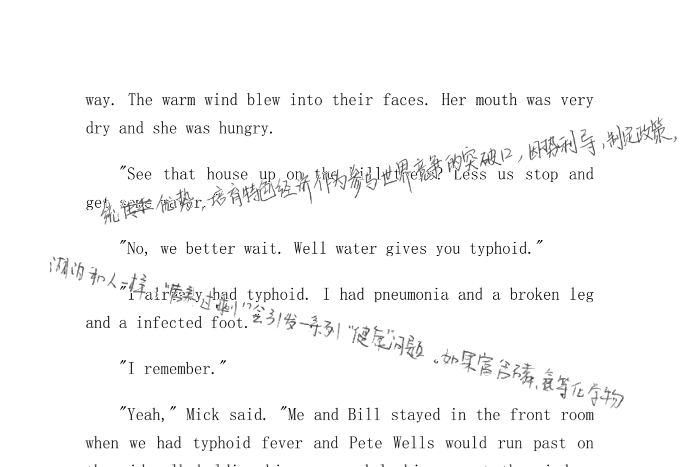 way. The warm wind blew into their faces. Her mouth was very
dry and she was hungry.
"See that house up on the hill there? Less us stop and
优势,培育特色经济作为参与世界竞争的突破口,因势利导,制定政策,
get some water.
"No, we better wait. Well water gives you typhoid."
湖泊和人一样,"营养过剩"会引发一系列"健康"问题。如果富含磷、氮等化学物
"I already had typhoid. I had pneumonia and a broken leg
and a infected foot."
"I remember."
"Yeah," Mick said. "Me and Bill stayed in the front room
when we had typhoid fever and Pete Wells would run past on